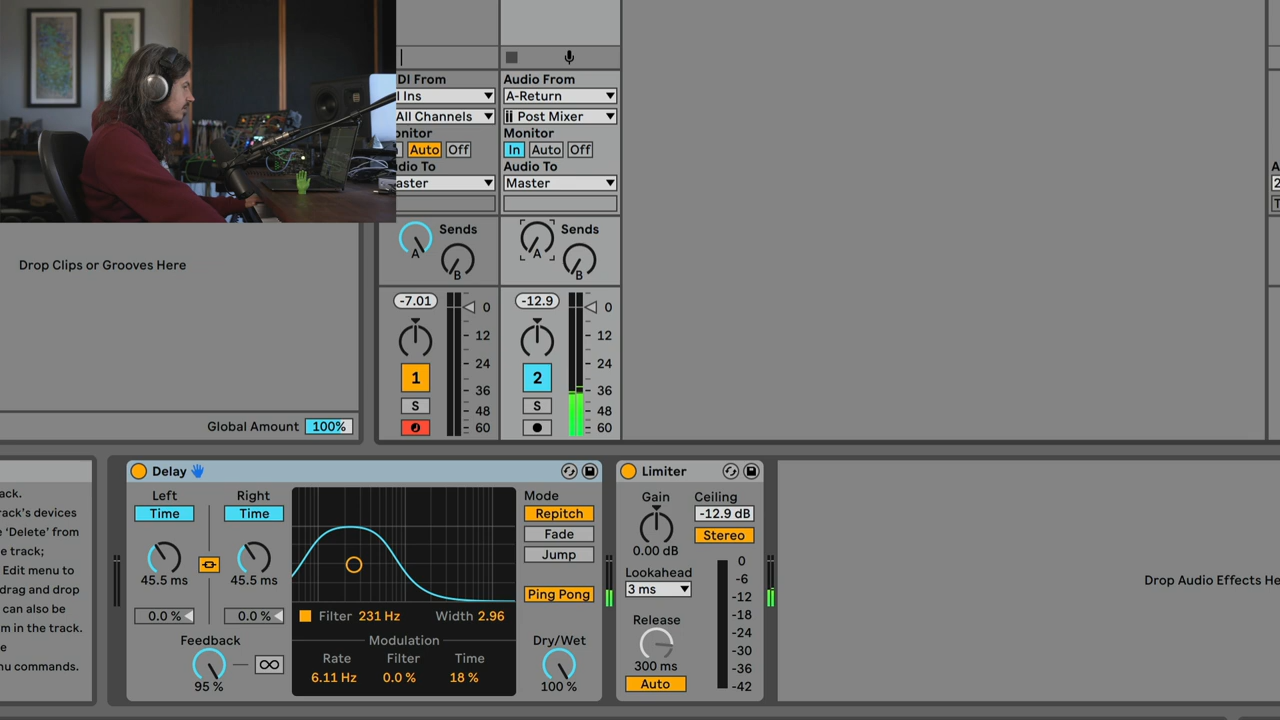 DI From
Ins
All Channels
onitor
Auto Off
dio To
aster
Audio From
A-Return
Post Mixer
Monitor
In Auto Off
Audio To
Master
Sends
A
B
Sends
A
B
-7.01
0
12
24
36
48
60
1
S
-12.9
0
12
24
36
48
60
2
S
A
2
T
Drop Clips or Grooves Here
Global Amount 100%
ack.
rack's devices
e 'Delete' from
e track;
Edit menu to
drag and drop
can also be
m in the track.
e
nu commands.
Delay
Left Right
Time Time
45.5 ms 45.5 ms
0.0 % 0.0 %
Feedback
95 %
Filter 231 Hz Width 2.96
Modulation
Rate Filter Time
6.11 Hz 0.0 % 18 %
Mode
Repitch
Fade
Jump
Ping Pong
Dry/Wet
100 %
Limiter
Gain
0.00 dB
Lookahead
3 ms
Release
300 ms
Auto
Ceiling
-12.9 dB
Stereo
0
-6
-12
-18
-24
-30
-36
-42
Drop Audio Effects He